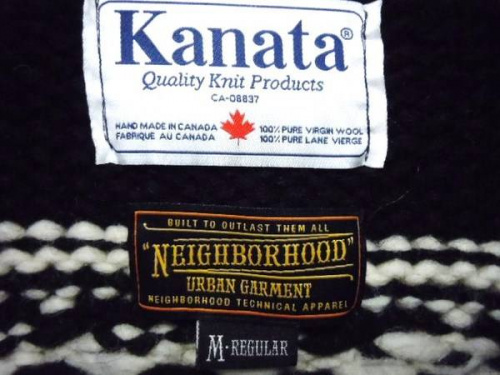 Kanata®
Quality Knit Products
CA-08837
HAND MADE IN CANADA 100% PURE VIRGIN WOOL
FABRIQUE AU CANADA 100% PURE LANE VIERGE
BUILT TO OUTLAST THEM ALL
"NEIGHBORHOOD"
URBAN GARMENT
NEIGHBORHOOD TECHNICAL APPAREL
M·REGULAR